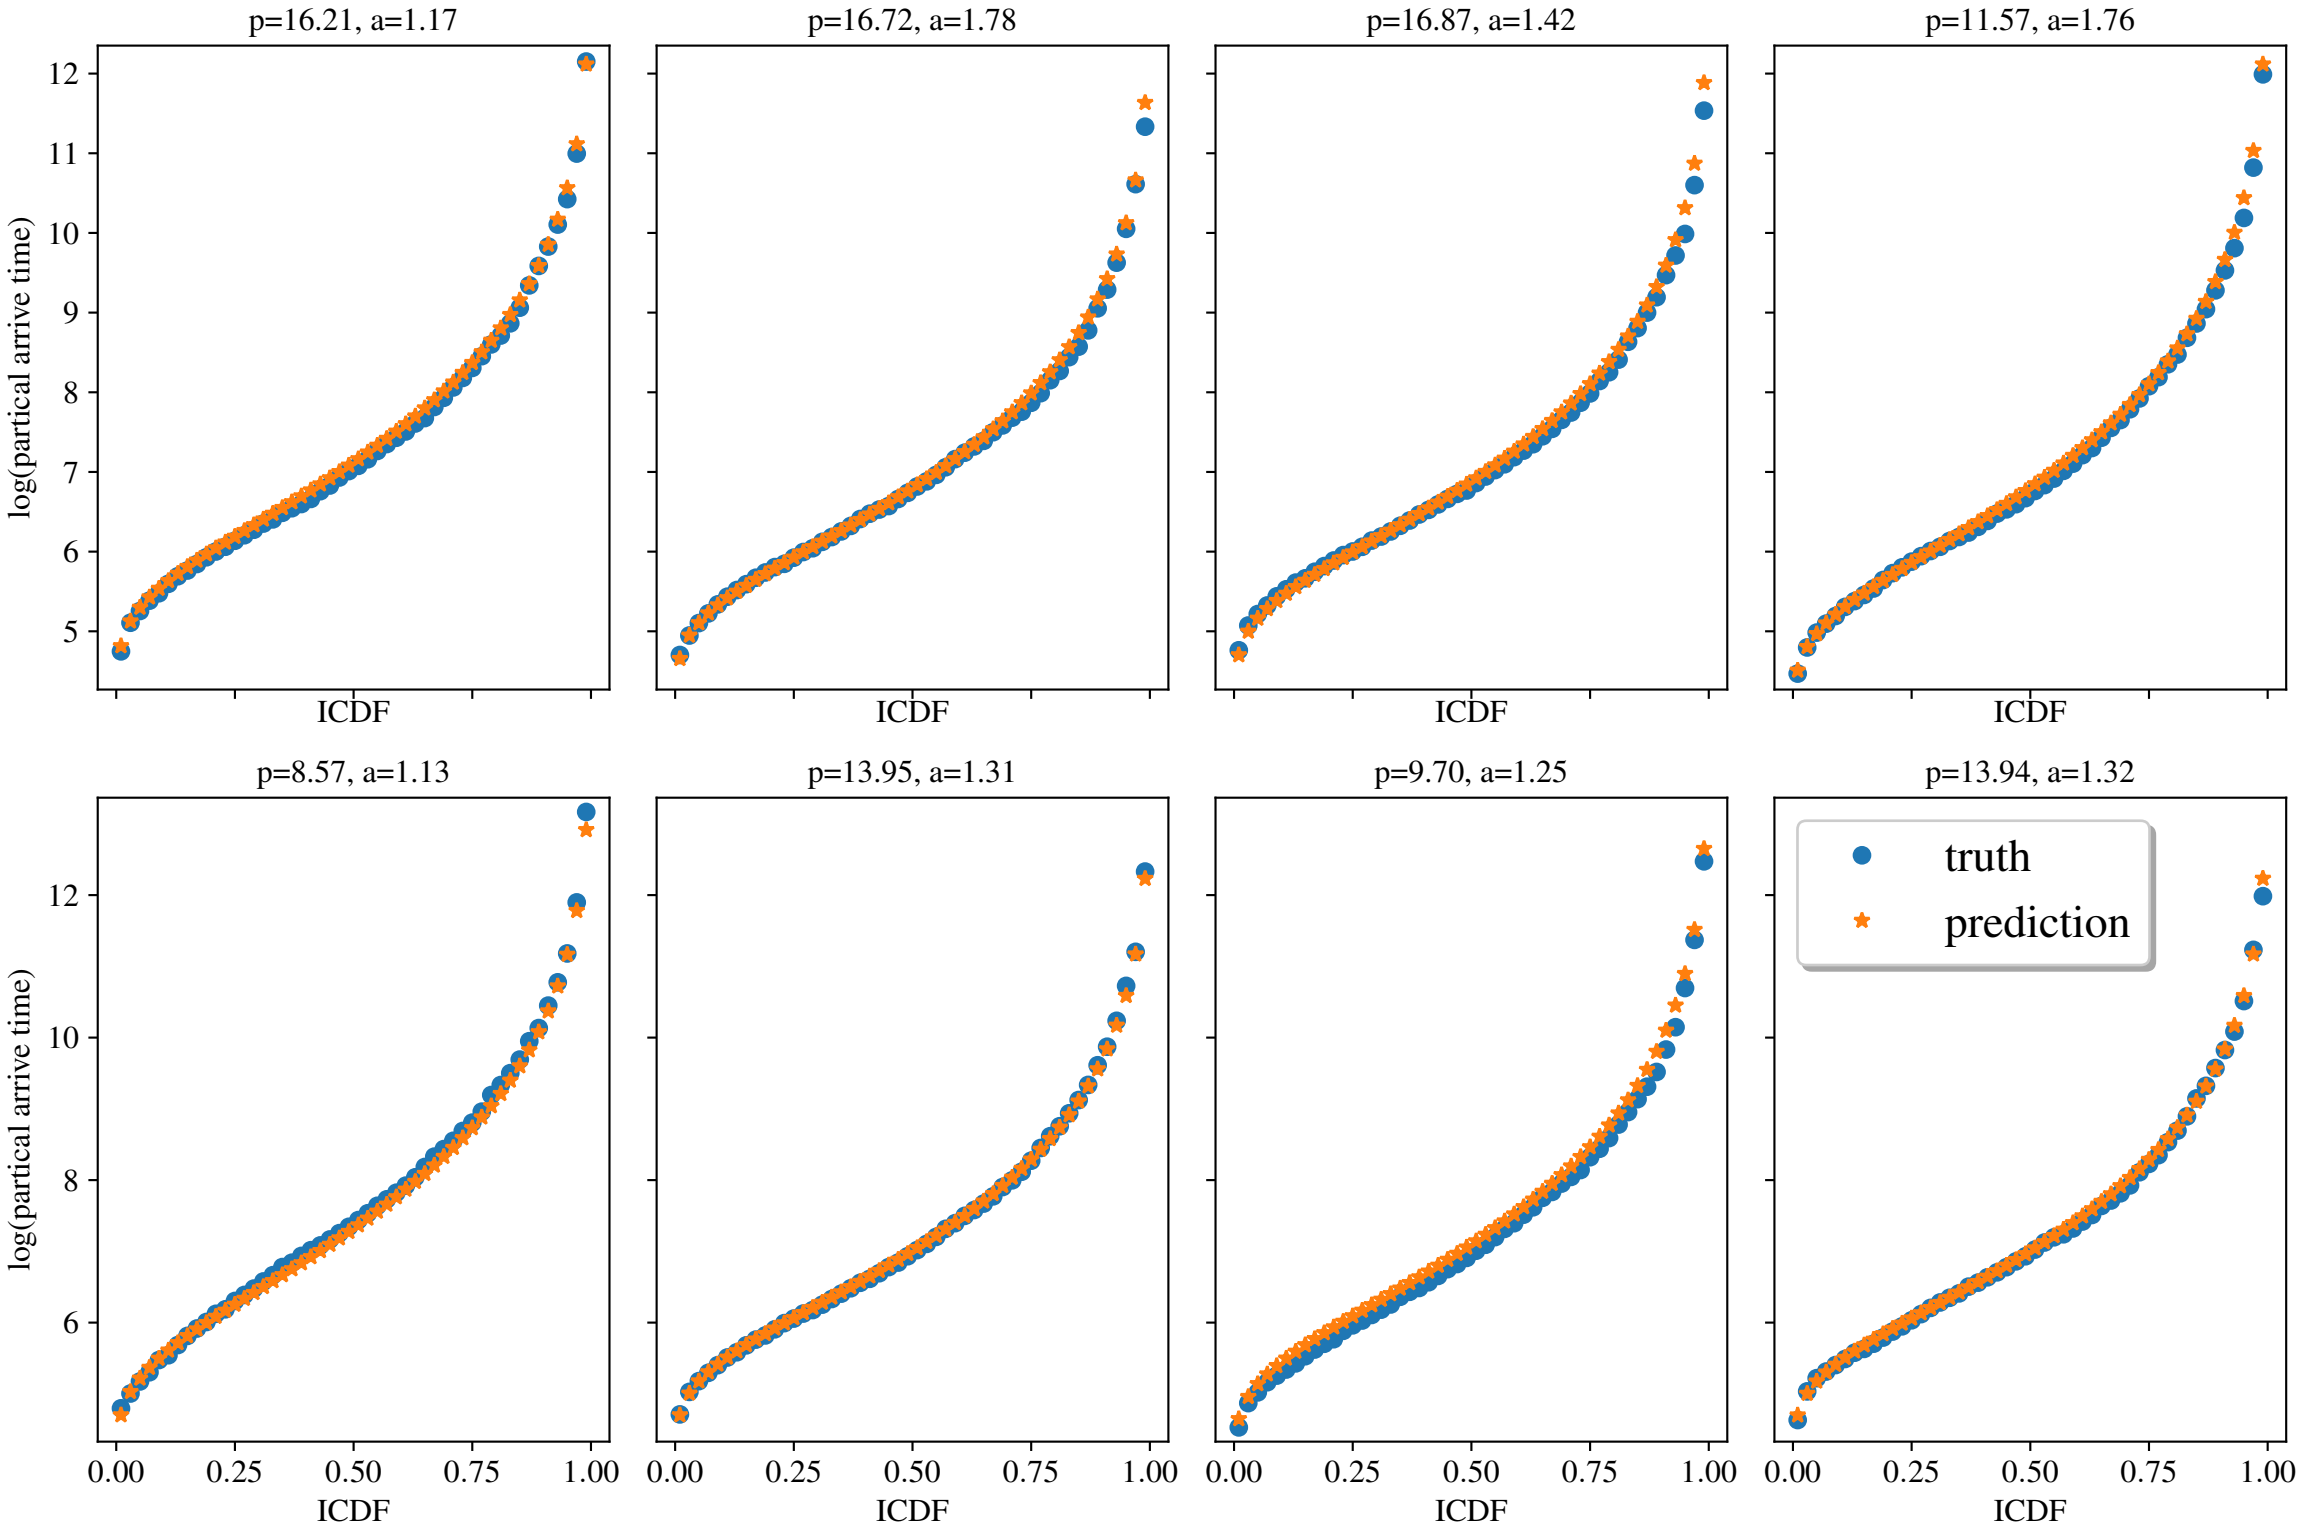 p=16.21, a=1.17
p=16.72, a=1.78
p=16.87, a=1.42
p=11.57, a=1.76
log(partical arrive time)
12
11
10
9
8
7
6
5
ICDF
ICDF
ICDF
ICDF
p=8.57, a=1.13
p=13.95, a=1.31
p=9.70, a=1.25
p=13.94, a=1.32
log(partical arrive time)
12
10
8
6
truth
prediction
0.00 0.25 0.50 0.75 1.00
0.00 0.25 0.50 0.75 1.00
0.00 0.25 0.50 0.75 1.00
0.00 0.25 0.50 0.75 1.00
ICDF
ICDF
ICDF
ICDF